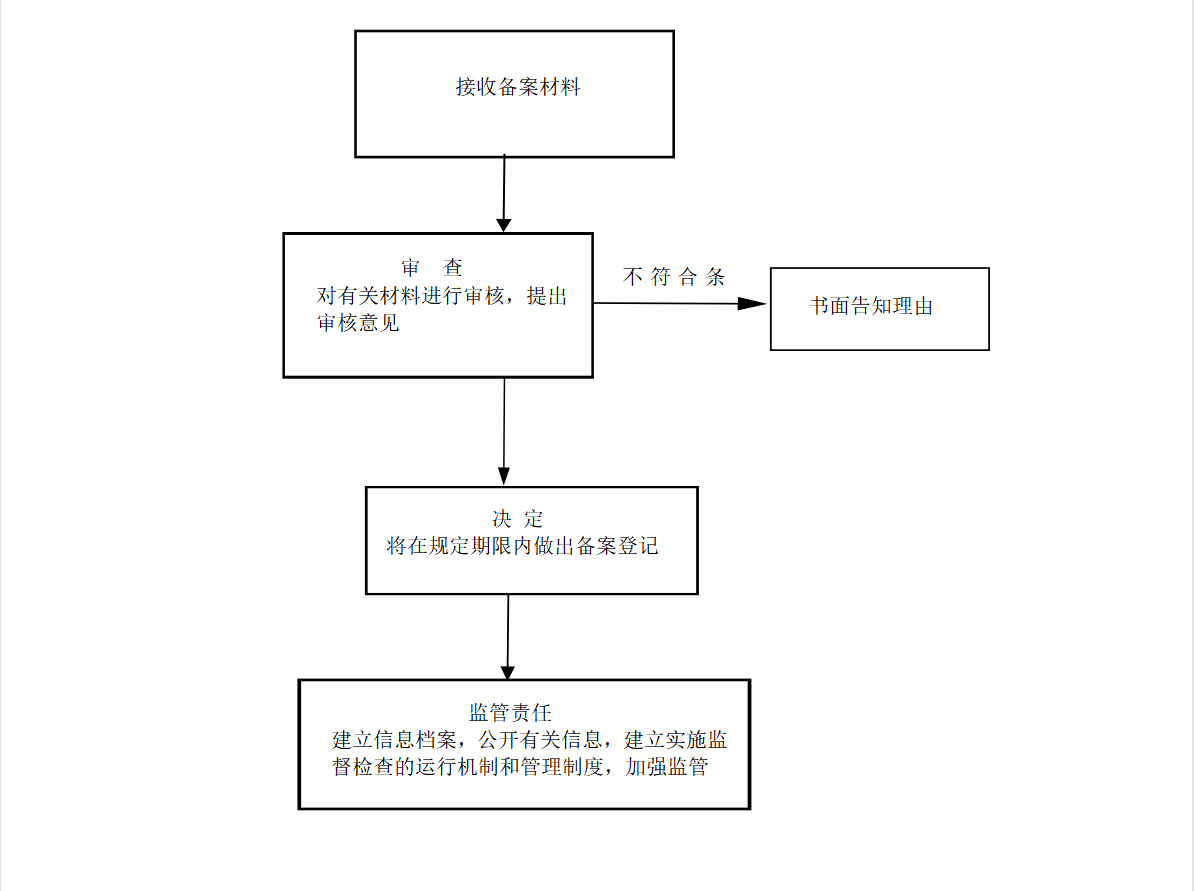 接收备案材料
审 查
对有关材料进行审核，提出
审核意见
不符合条
书面告知理由
决 定
将在规定期限内做出备案登记
监管责任
建立信息档案，公开有关信息，建立实施监
督检查的运行机制和管理制度，加强监管